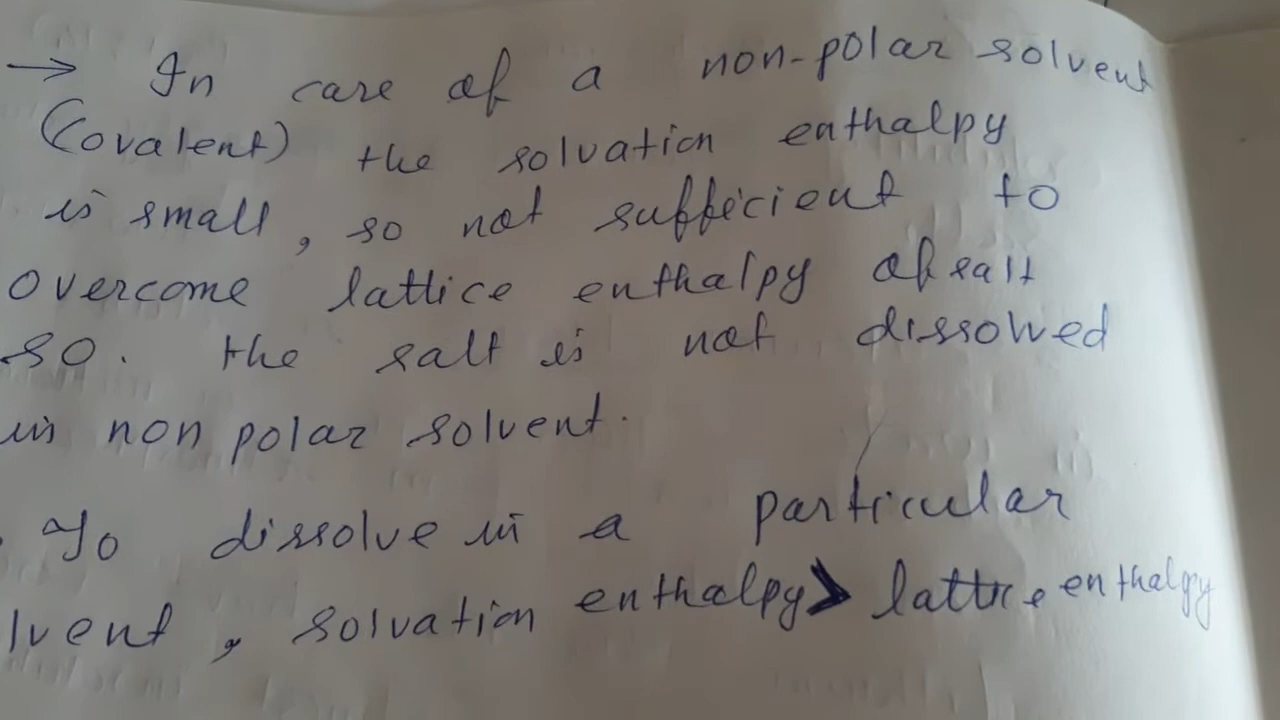 → In case of a non-polar solvent
(Covalent) the solvation enthalpy
is small, so not sufficient to
overcome lattice enthalpy of salt
so. the salt is not dissolved
in non polar solvent.
To dissolve in a particular
lvent, solvation enthalpy > lattice enthalpy